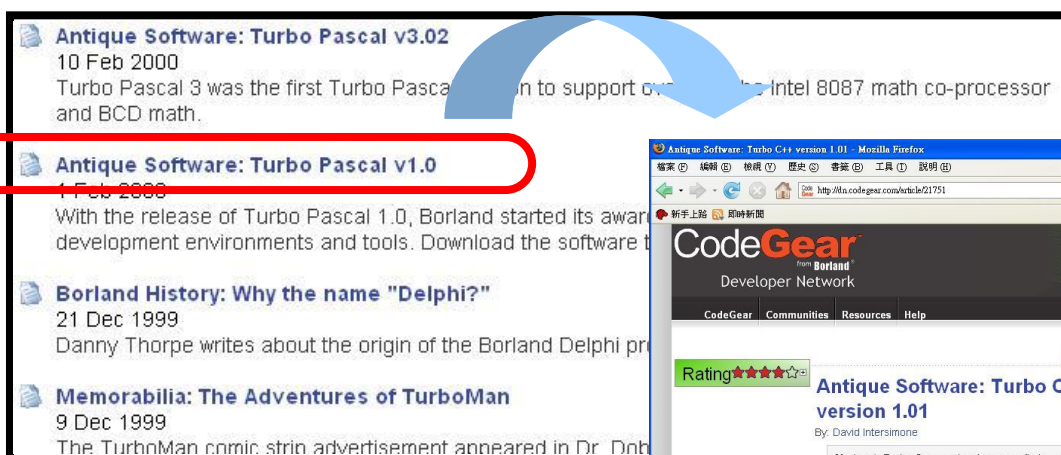 Antique Software: Turbo Pascal v3.02
10 Feb 2000
Turbo Pascal 3 was the first Turbo Pasca n to support Intel 8087 math co-processor
and BCD math.
Antique Software: Turbo Pascal v1.0
1 Feb 2000
With the release of Turbo Pascal 1.0, Borland started its awar
development environments and tools. Download the software t
Borland History: Why the name "Delphi?"
21 Dec 1999
Danny Thorpe writes about the origin of the Borland Delphi pr
Memorabilia: The Adventures of TurboMan
9 Dec 1999
The TurboMan comic strip advertisement appeared in Dr. Dob
Antique Software: Turbo C++ version 1.01 - Mozilla Firefox
檔案(F) 編輯(E) 檢視(V) 歷史(S) 書籤(B) 工具(T) 說明(H)
http://dn.codegear.com/article/21751
新手上路 即時新聞
CodeGear
from Borland
Developer Network
CodeGear Communities Resources Help
Rating
Antique Software: Turbo C
version 1.01
By: David Intersimone